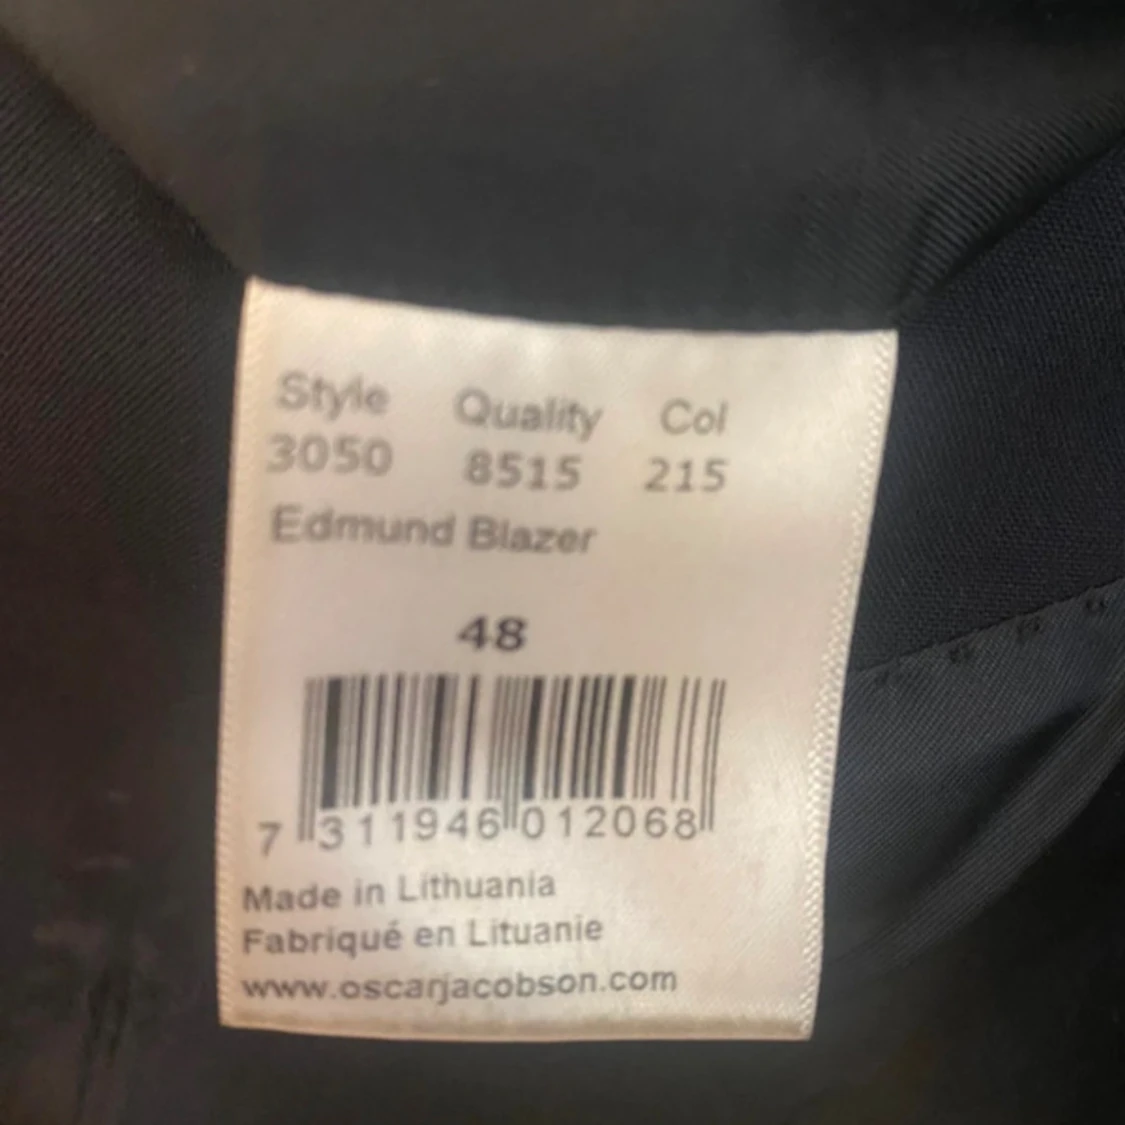 Style Quality Col
3050 8515 215
Edmund Blazer
48
7 311946 012068
Made in Lithuania
Fabriqué en Lituanie
www.oscarjacobson.com